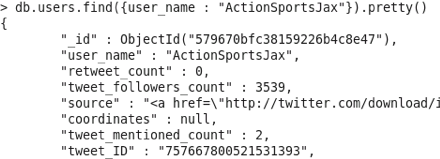 > db.users.find({user_name : "ActionSportsJax"}).pretty()
{
"_id" : ObjectId("579670bfc38159226b4c8e47"),
"user_name" : "ActionSportsJax",
"retweet_count" : 0,
"tweet_followers_count" : 3539,
"source" : "<a href=\"http://twitter.com/download/i
"coordinates" : null,
"tweet_mentioned_count" : 2,
"tweet_ID" : "757667800521531393",